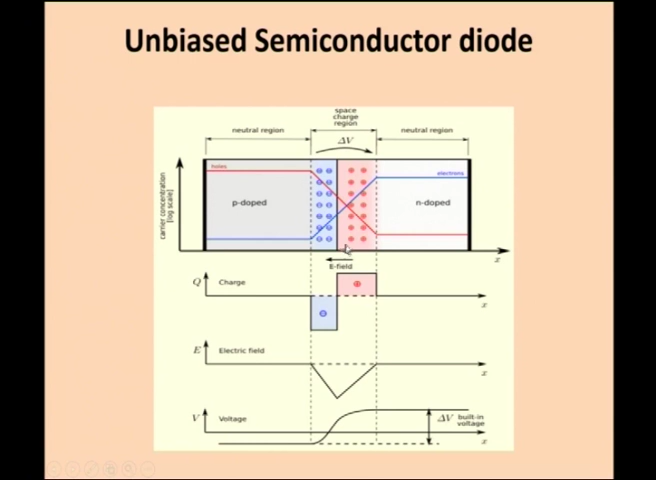 Unbiased Semiconductor diode
space
charge
region
neutral region
neutral region
ΔV
holes
electrons
carrier concentration
[log scale]
p-doped
n-doped
x
E-field
Q
Charge
x
E
Electric field
x
V
Voltage
ΔV
built-in
voltage
x